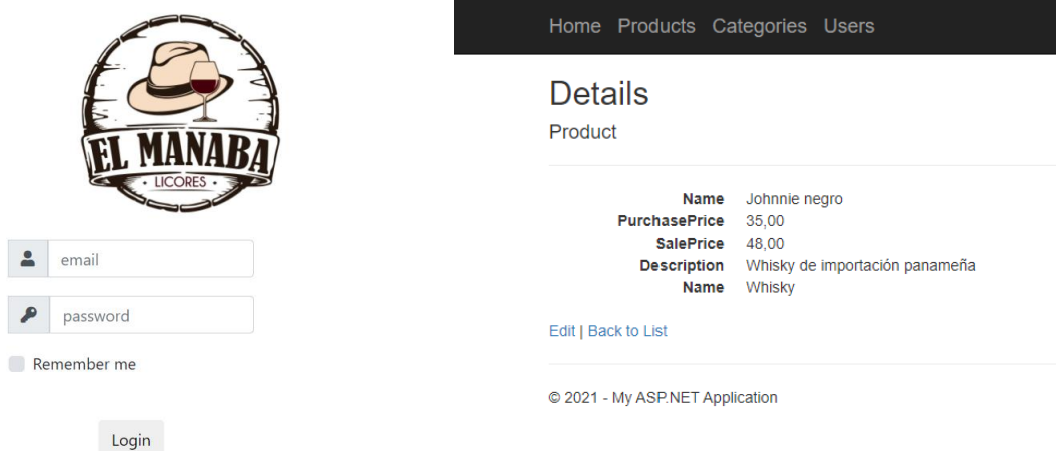 EL MANABA
• LICORES •
email
password
Remember me
Login
Home Products Categories Users
Details
Product
Name Johnnie negro
PurchasePrice 35,00
SalePrice 48,00
Description Whisky de importación panameña
Name Whisky
Edit | Back to List
© 2021 - My ASP.NET Application